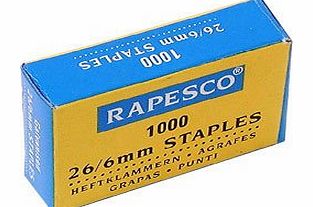 26/6mm STAPLES
1000
RAPESCO®
1000
26/6mm STAPLES
HEFTKLAMMERN • AGRAFES
GRAPAS • PUNTI